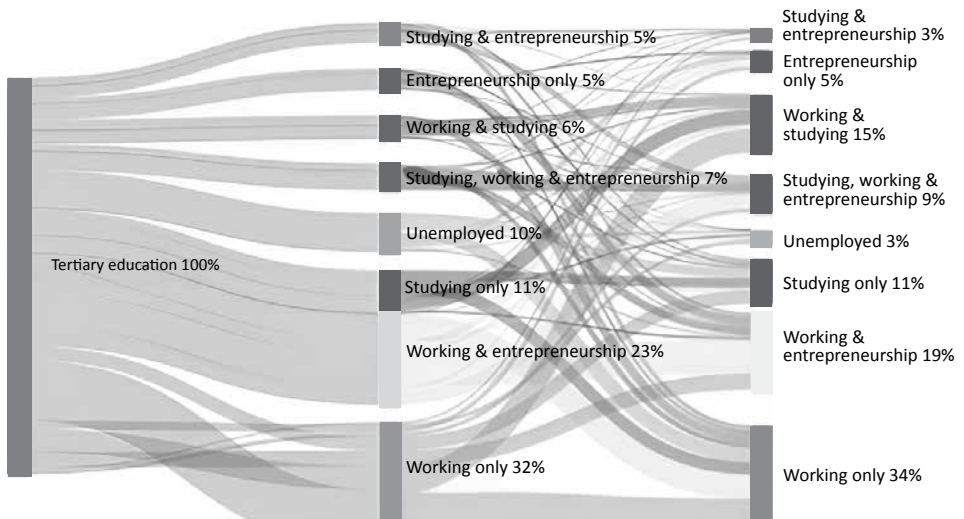 Tertiary education 100%
Studying & entrepreneurship 5%
Entrepreneurship only 5%
Working & studying 6%
Studying, working & entrepreneurship 7%
Unemployed 10%
Studying only 11%
Working & entrepreneurship 23%
Working only 32%
Studying &
entrepreneurship 3%
Entrepreneurship
only 5%
Working &
studying 15%
Studying, working &
entrepreneurship 9%
Unemployed 3%
Studying only 11%
Working &
entrepreneurship 19%
Working only 34%